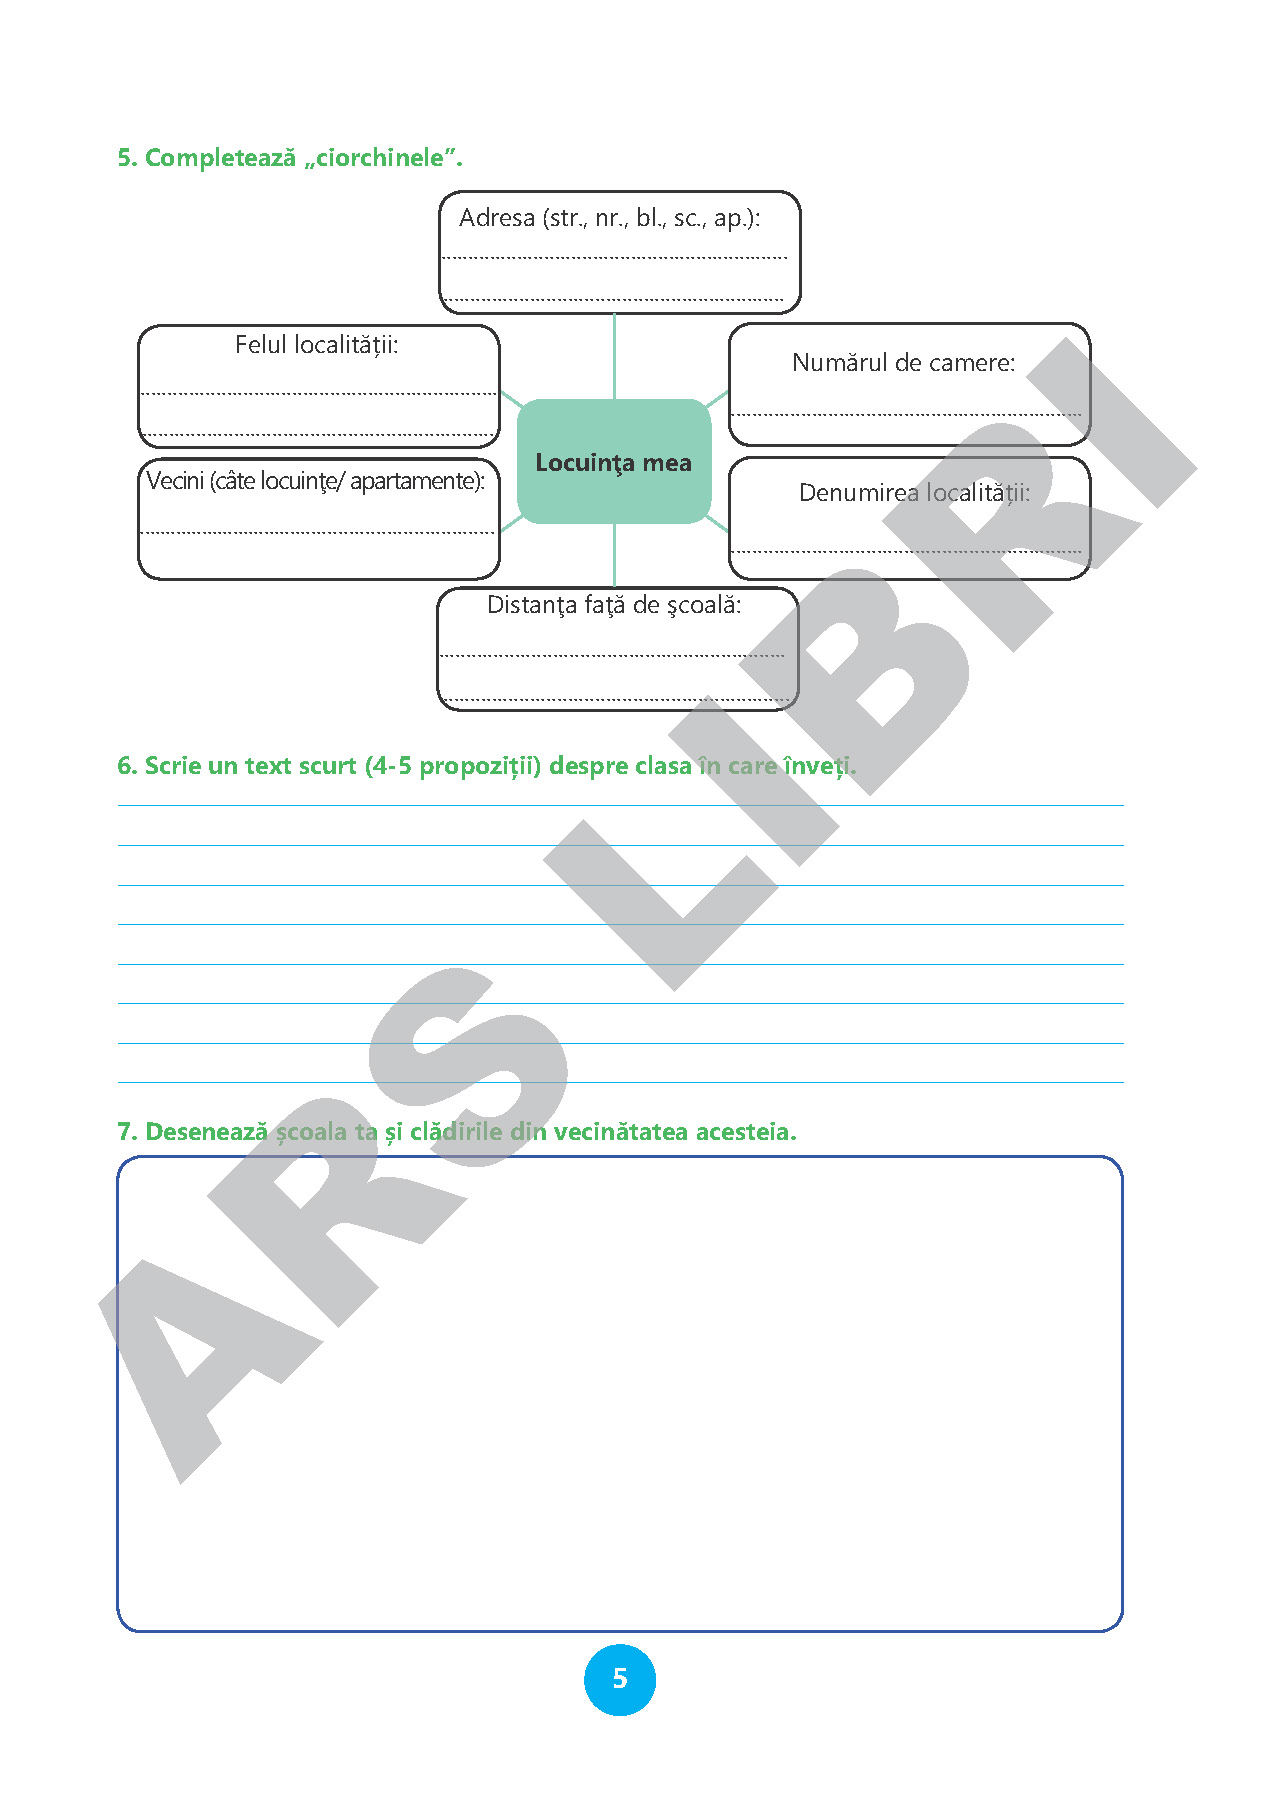 5. Completează „ciorchinele”.
Adresa (str., nr., bl., sc., ap.):
Felul localității:
Numărul de camere:
Locuinţa mea
Vecini (câte locuinţe/ apartamente):
Denumirea localității:
Distanţa faţă de şcoală:
6. Scrie un text scurt (4-5 propoziții) despre clasa în care înveți.
7. Desenează școala ta și clădirile din vecinătatea acesteia.
ARS LIBRI
5